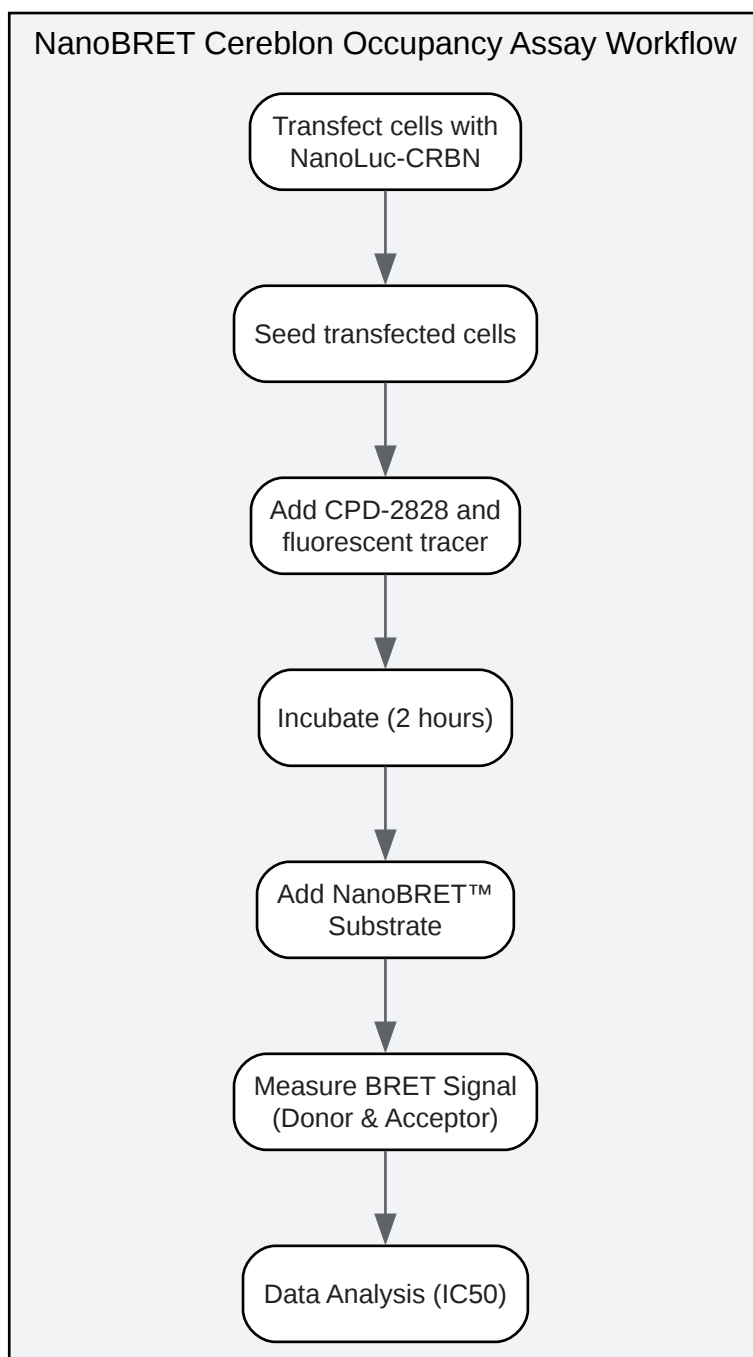 NanoBRET Cereblon Occupancy Assay Workflow
Transfect cells with
NanoLuc-CRBN
Seed transfected cells
Add CPD-2828 and
fluorescent tracer
Incubate (2 hours)
Add NanoBRET™
Substrate
Measure BRET Signal
(Donor & Acceptor)
Data Analysis (IC50)